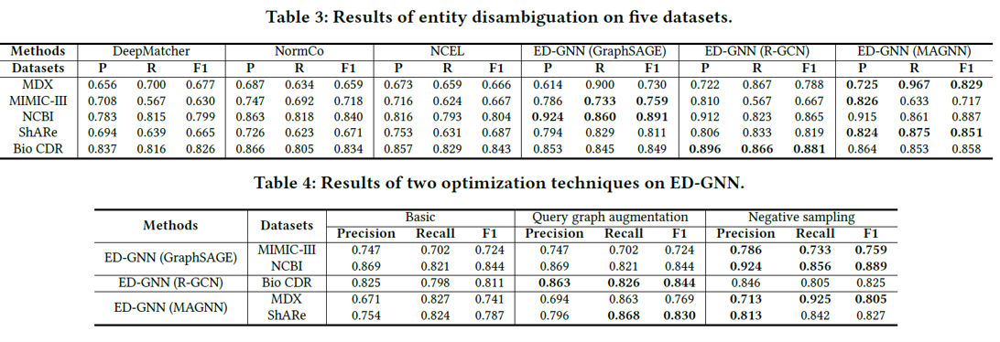 Table 3: Results of entity disambiguation on five datasets.
Methods DeepMatcher NormCo NCEL ED-GNN (GraphSAGE) ED-GNN (R-GCN) ED-GNN (MAGNN)
Datasets P R F1 P R F1 P R F1 P R F1 P R F1 P R F1
MDX 0.656 0.700 0.677 0.687 0.634 0.659 0.673 0.659 0.666 0.614 0.900 0.730 0.722 0.867 0.788 0.725 0.967 0.829
MIMIC-III 0.708 0.567 0.630 0.747 0.692 0.718 0.716 0.624 0.667 0.786 0.733 0.759 0.810 0.567 0.667 0.826 0.633 0.717
NCBI 0.783 0.815 0.799 0.863 0.818 0.840 0.816 0.793 0.804 0.924 0.860 0.891 0.912 0.823 0.865 0.915 0.861 0.887
ShARe 0.694 0.639 0.665 0.726 0.623 0.671 0.753 0.631 0.687 0.794 0.829 0.811 0.806 0.833 0.819 0.824 0.875 0.851
Bio CDR 0.837 0.816 0.826 0.866 0.805 0.834 0.857 0.829 0.843 0.853 0.845 0.849 0.896 0.866 0.881 0.864 0.853 0.858
Table 4: Results of two optimization techniques on ED-GNN.
Methods Datasets Basic Query graph augmentation Negative sampling
Precision Recall F1 Precision Recall F1 Precision Recall F1
ED-GNN (GraphSAGE) MIMIC-III 0.747 0.702 0.724 0.747 0.702 0.724 0.786 0.733 0.759
NCBI 0.869 0.821 0.844 0.869 0.821 0.844 0.924 0.856 0.889
ED-GNN (R-GCN) Bio CDR 0.825 0.798 0.811 0.863 0.826 0.844 0.846 0.805 0.825
ED-GNN (MAGNN) MDX 0.671 0.827 0.741 0.694 0.863 0.769 0.713 0.925 0.805
ShARe 0.754 0.824 0.787 0.796 0.868 0.830 0.813 0.842 0.827